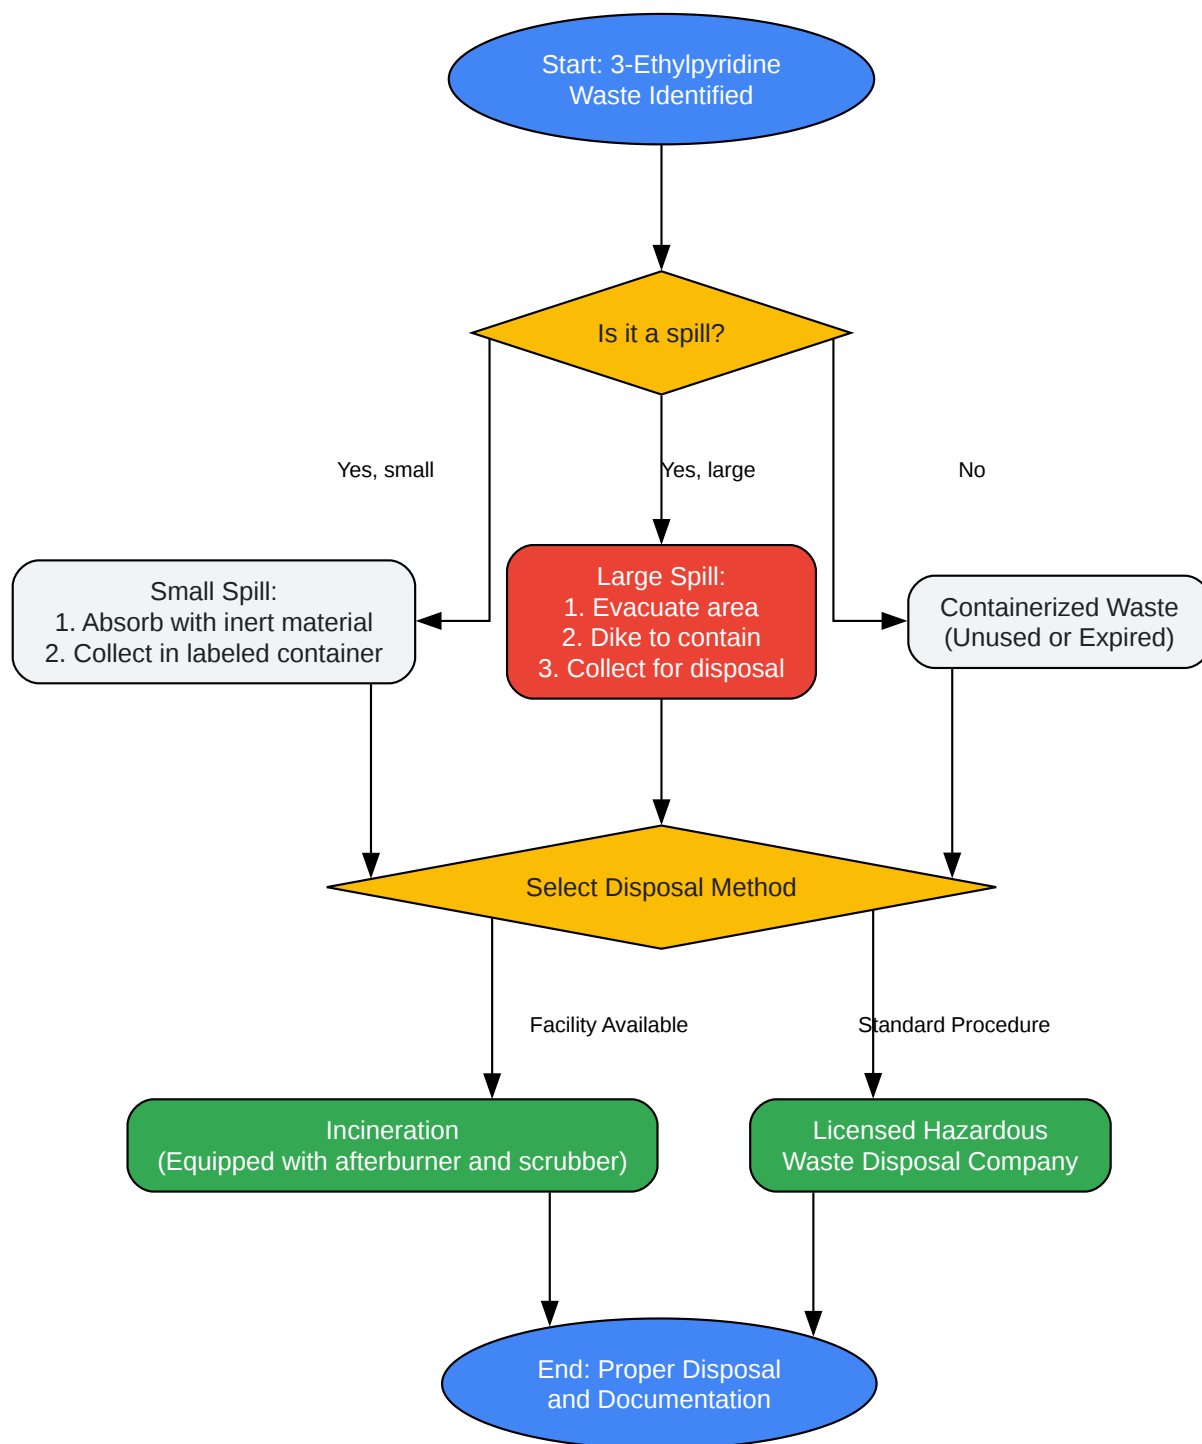 Start: 3-Ethylpyridine
Waste Identified
Is it a spill?
Yes, small
Yes, large
No
Small Spill:
1. Absorb with inert material
2. Collect in labeled container
Large Spill:
1. Evacuate area
2. Dike to contain
3. Collect for disposal
Containerized Waste
(Unused or Expired)
Select Disposal Method
Facility Available
Standard Procedure
Incineration
(Equipped with afterburner and scrubber)
Licensed Hazardous
Waste Disposal Company
End: Proper Disposal
and Documentation